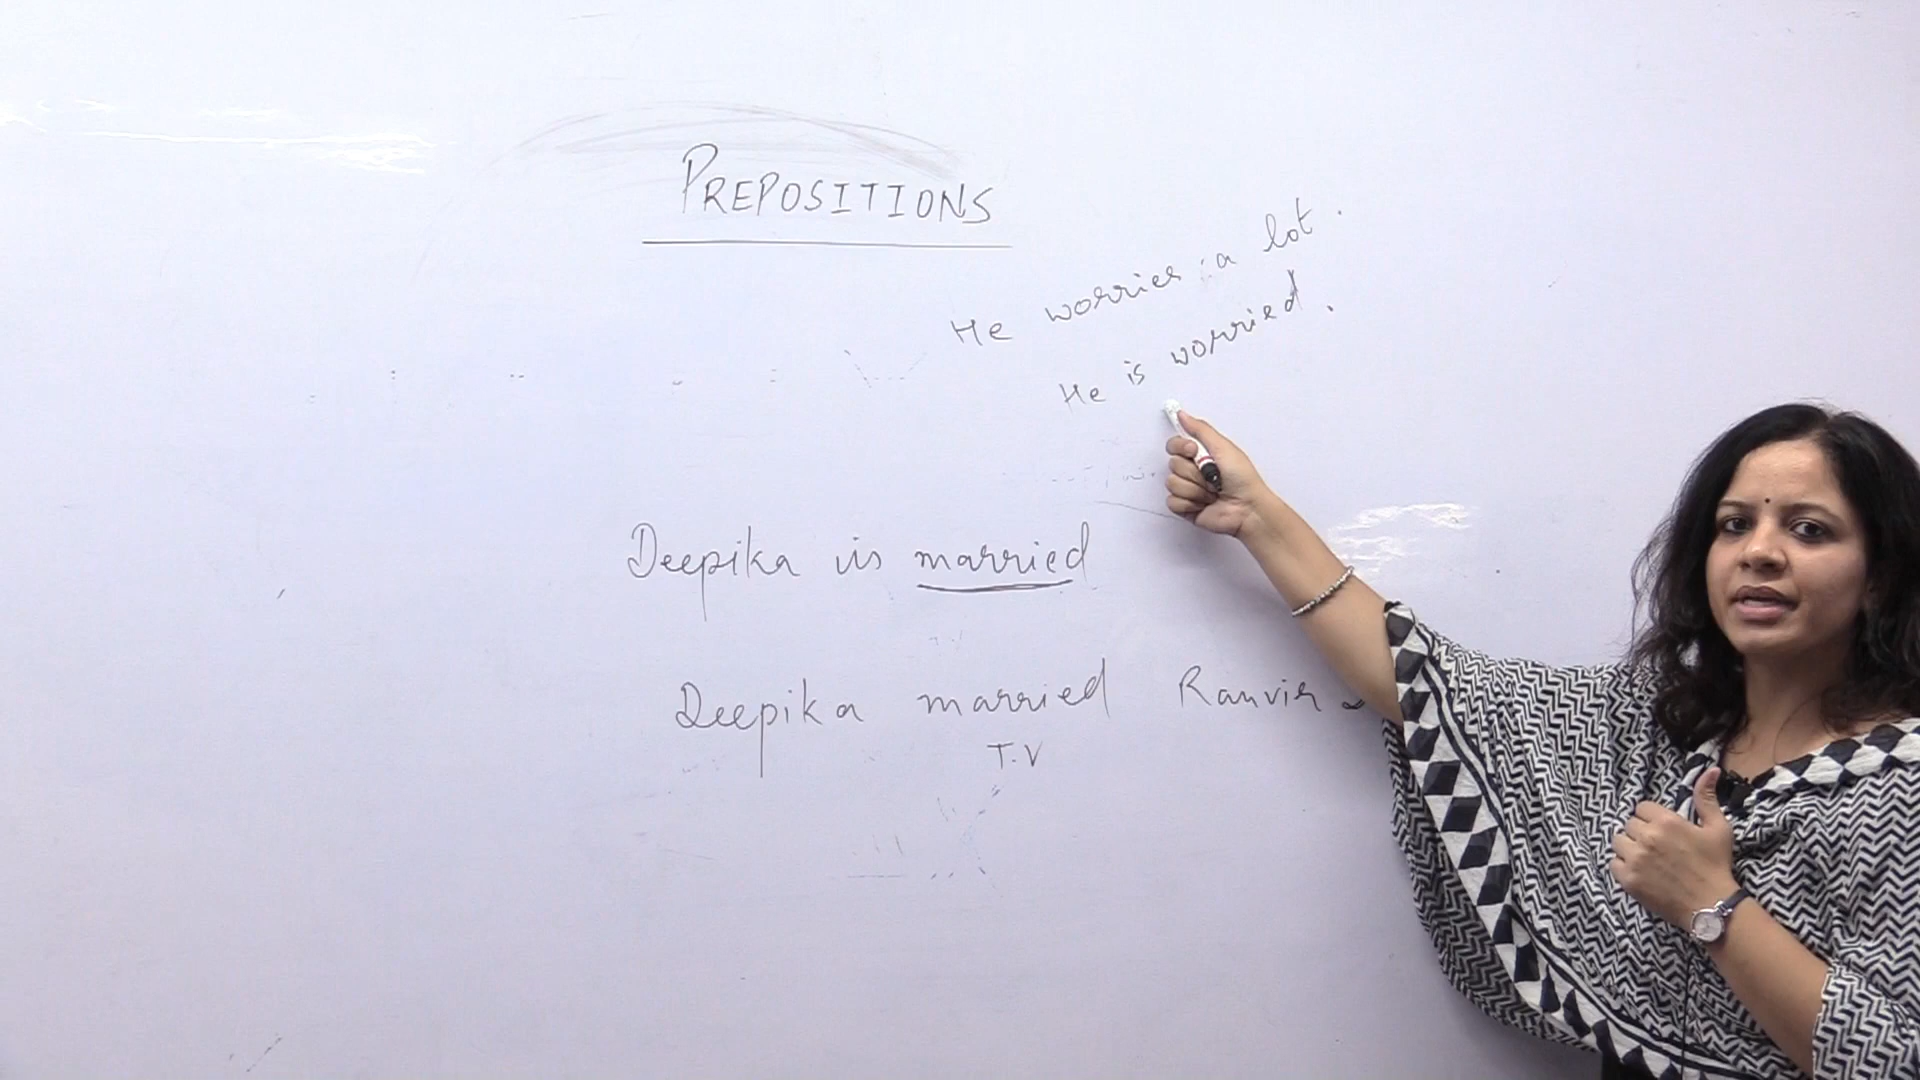 PREPOSITIONS
He worries a lot.
He is worried.
Deepika is married
Deepika married Ranvir
T.V